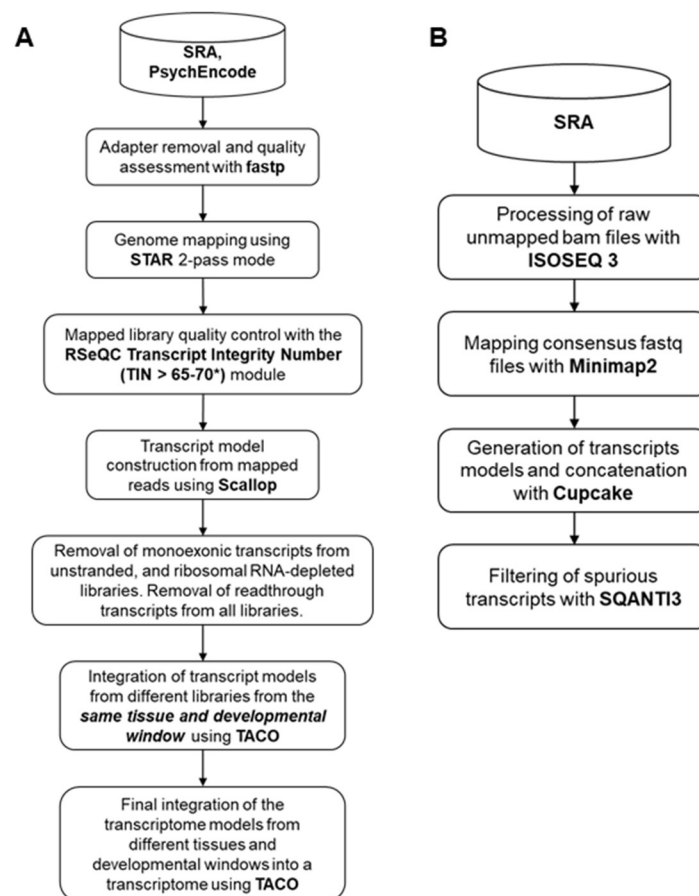 A
SRA,
PsychEncode
Adapter removal and quality
assessment with fastp
Genome mapping using
STAR 2-pass mode
Mapped library quality control with the
RSeQC Transcript Integrity Number
(TIN > 65-70*) module
Transcript model
construction from mapped
reads using Scallop
Removal of monoexonic transcripts from
unstranded, and ribosomal RNA-depleted
libraries. Removal of readthrough
transcripts from all libraries.
Integration of transcript models
from different libraries from the
same tissue and developmental
window using TACO
Final integration of the
transcriptome models from
different tissues and
developmental windows into a
transcriptome using TACO
B
SRA
Processing of raw
unmapped bam files with
ISOSEQ 3
Mapping consensus fastq
files with Minimap2
Generation of transcripts
models and concatenation
with Cupcake
Filtering of spurious
transcripts with SQANTI3